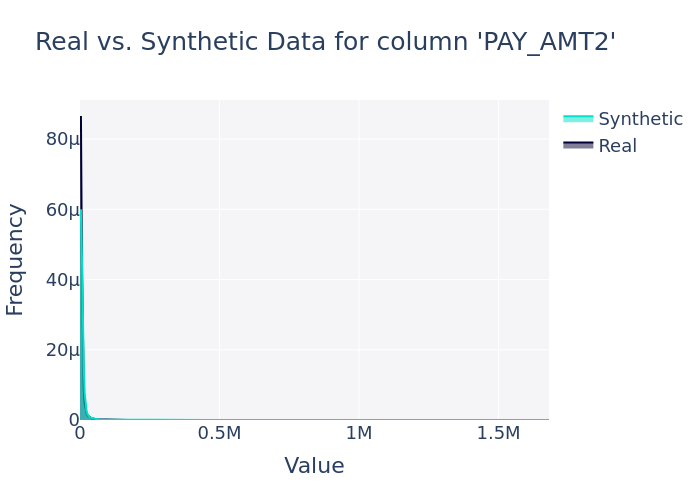 Real vs. Synthetic Data for column 'PAY_AMT2'
Synthetic
Real
Frequency
80μ
60μ
40μ
20μ
0
0
0.5M
1M
1.5M
Value